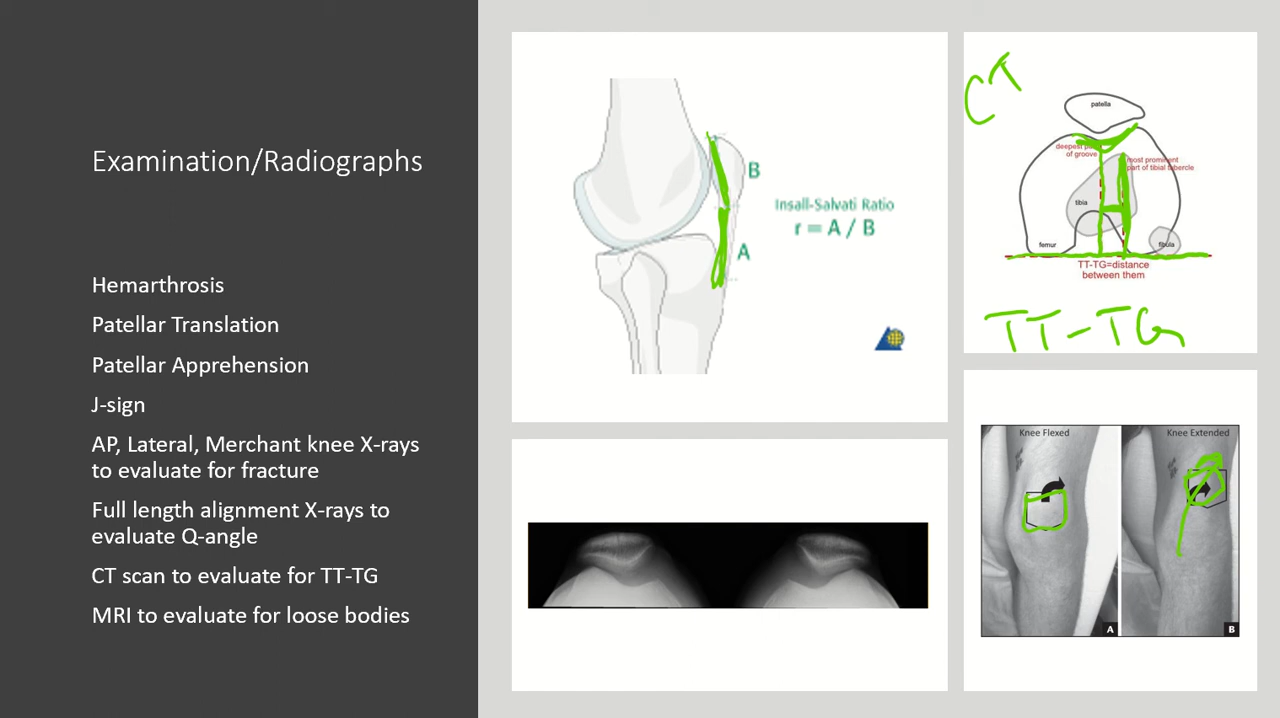 Examination/Radiographs
Hemarthrosis
Patellar Translation
Patellar Apprehension
J-sign
AP, Lateral, Merchant knee X-rays
to evaluate for fracture
Full length alignment X-rays to
evaluate Q-angle
CT scan to evaluate for TT-TG
MRI to evaluate for loose bodies
B
Insall-Salvati Ratio
r = A / B
A
CT
patella
deepest
of groove
most prominent
part of tibial tubercle
tibia
femur
fibula
TT-TG=distance
between them
TT-TG
Knee Flexed
Knee Extended
A
B